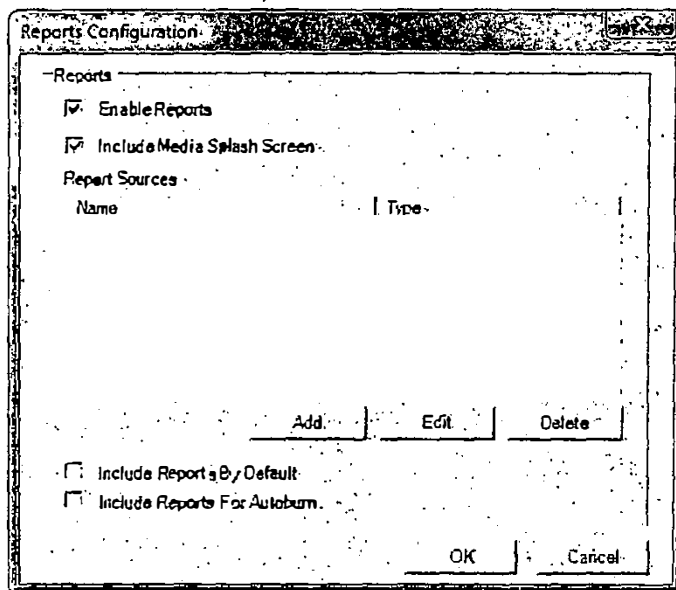 Reports Configuration
Reports
Enable Reports
Include Media Splash Screen
Report Sources
Name Type
Add Edit Delete
Include Reports By Default
Include Reports For Autoburn
OK Cancel